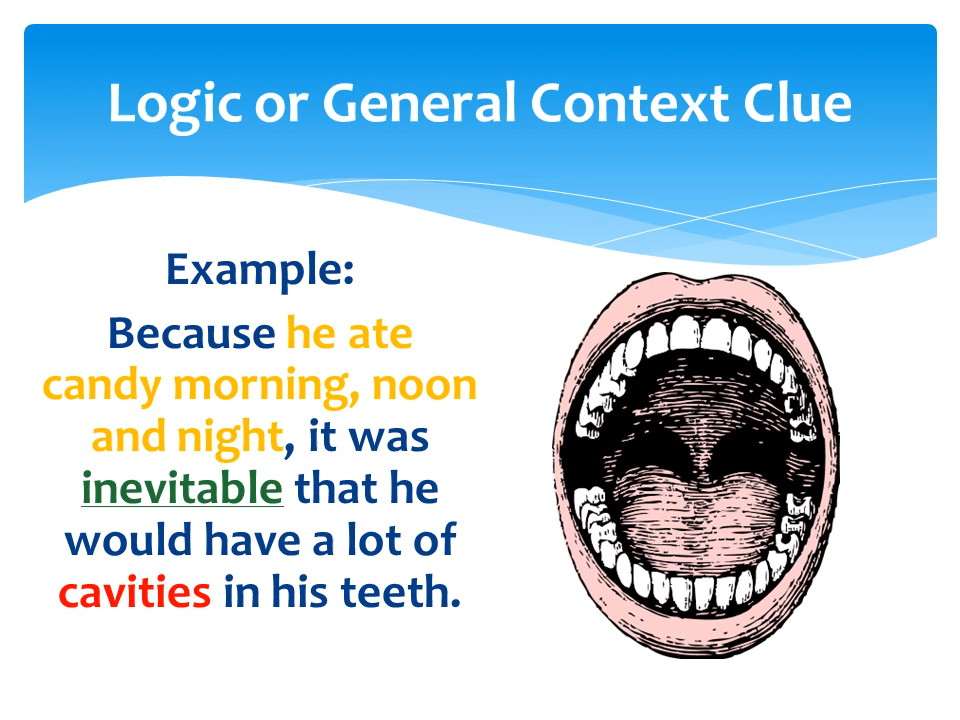 Logic or General Context Clue
Example:
Because he ate
candy morning, noon
and night, it was
inevitable that he
would have a lot of
cavities in his teeth.